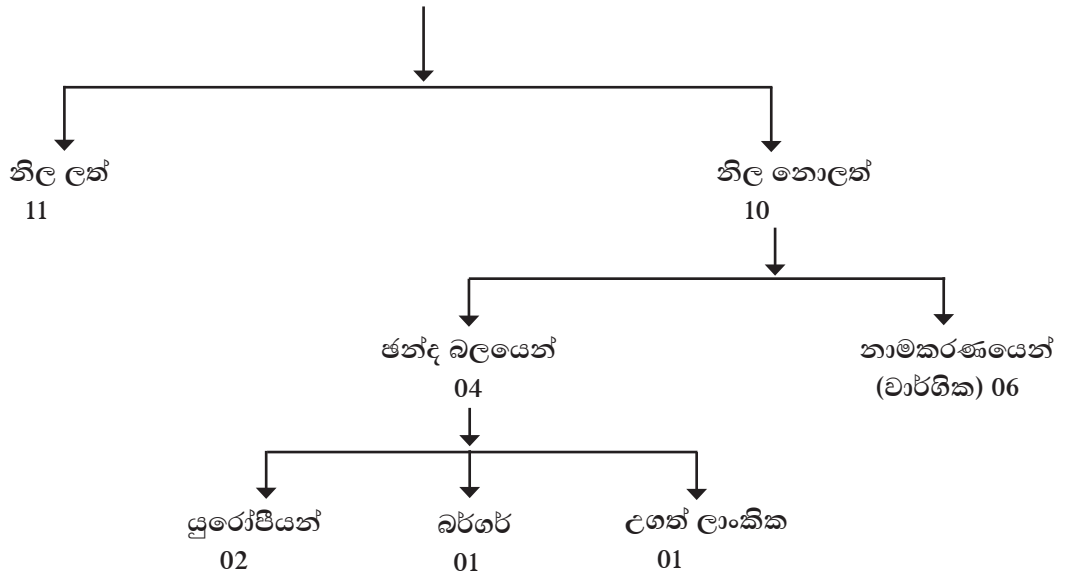 නිල ලත්
11
නිල නොලත්
10
ඡන්ද බලයෙන්
04
නාමකරණයෙන්
(වාර්ගික) 06
යුරෝපීයන්
02
බර්ගර්
01
උගත් ලාංකික
01